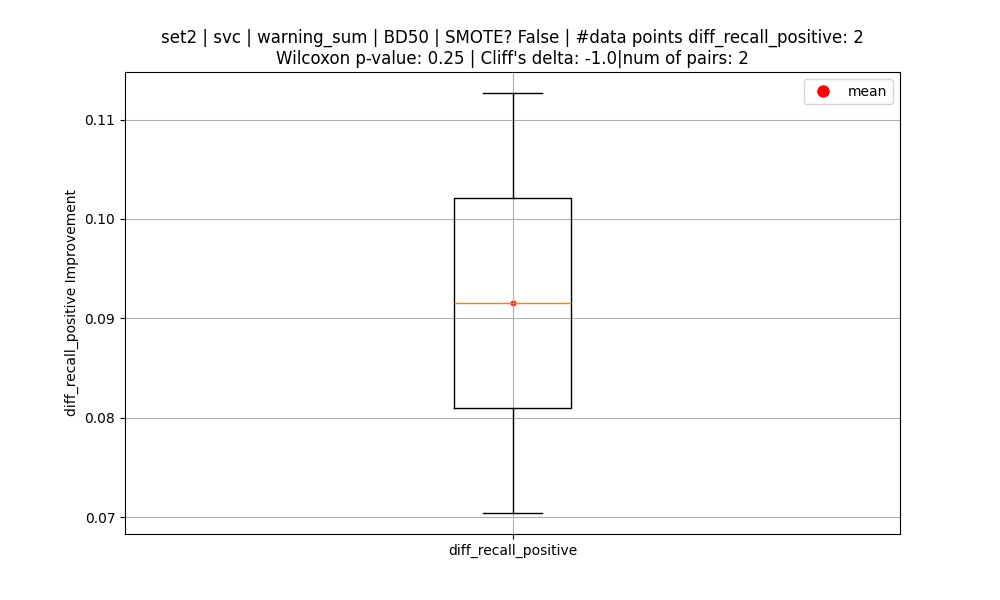 set2 | svc | warning_sum | BD50 | SMOTE? False | #data points diff_recall_positive: 2
Wilcoxon p-value: 0.25 | Cliff's delta: -1.0|num of pairs: 2
mean
0.11
0.10
0.09
0.08
0.07
diff_recall_positive Improvement
diff_recall_positive